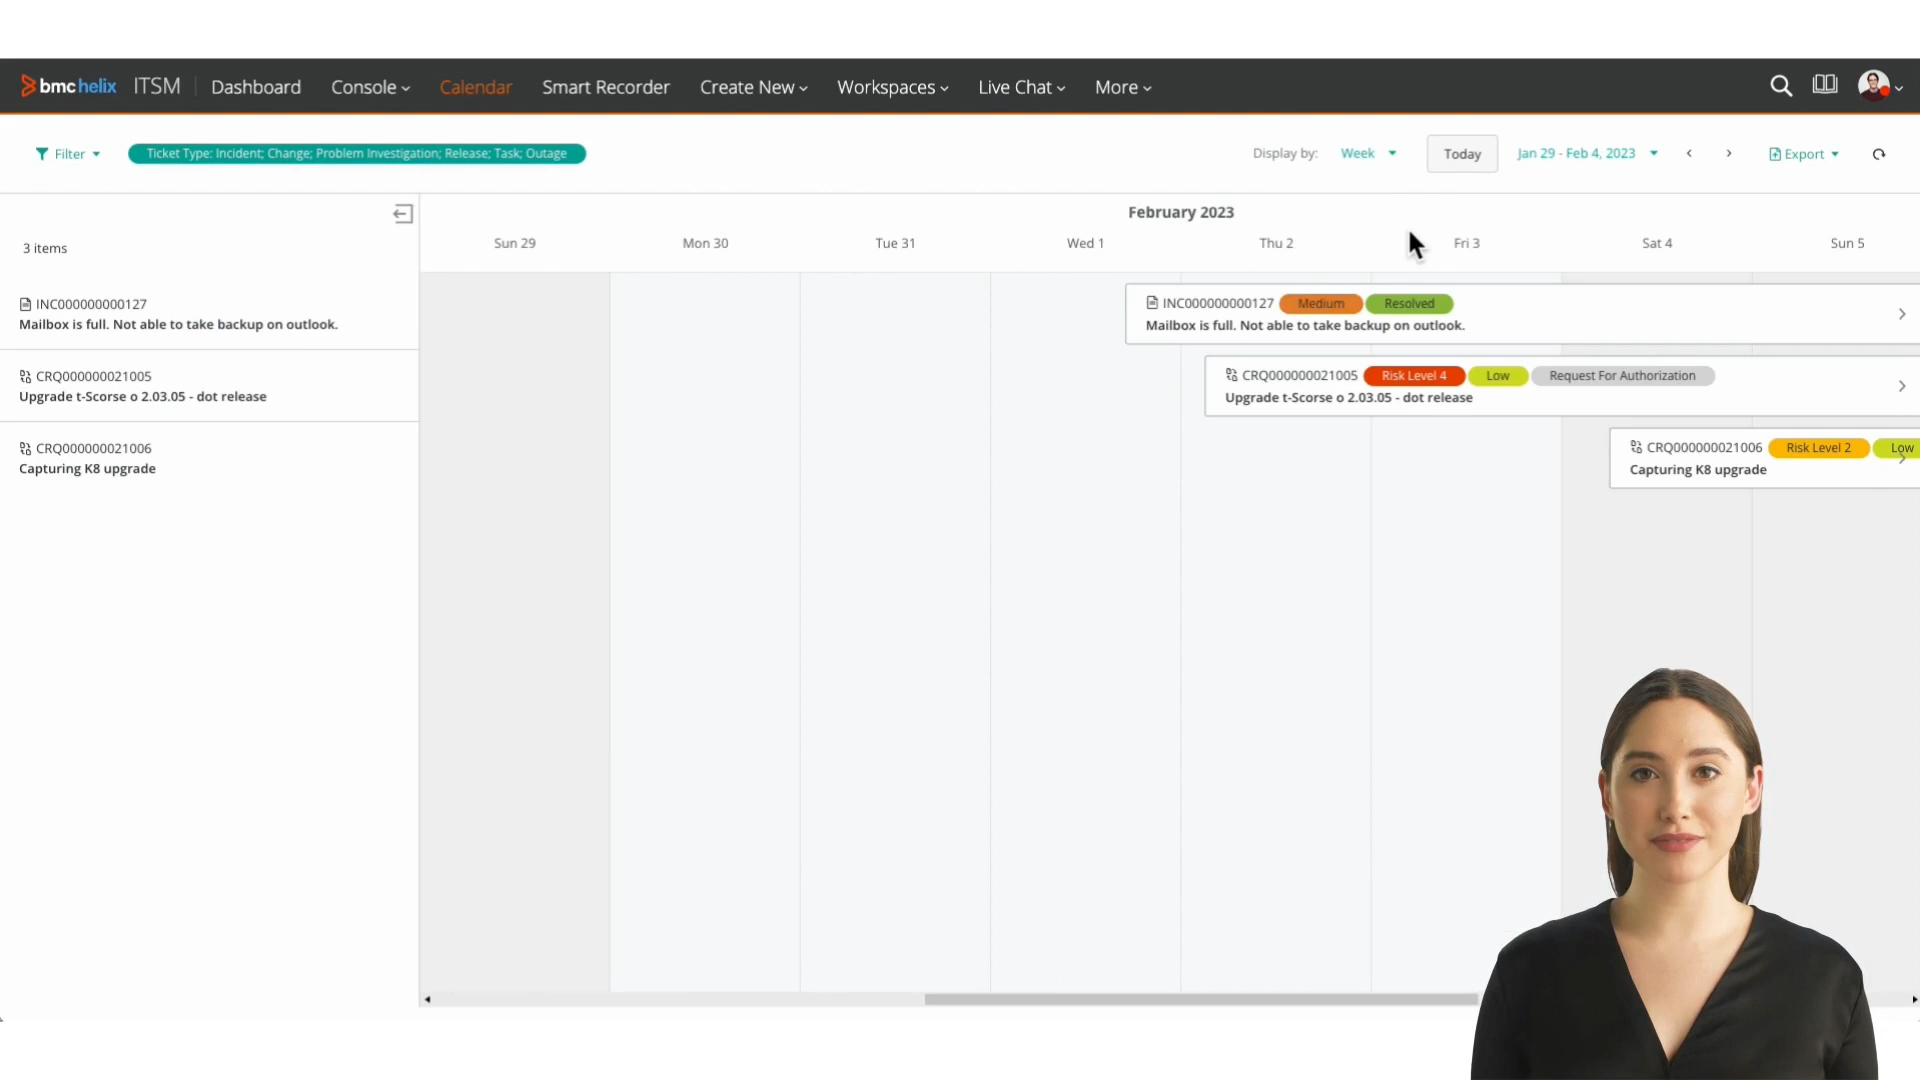 bmc helix ITSM Dashboard Console Calendar Smart Recorder Create New Workspaces Live Chat More
Filter Ticket Type: Incident; Change; Problem Investigation; Release; Task; Outage Display by: Week Today Jan 29 - Feb 4, 2023 Export
February 2023
3 items
Sun 29 Mon 30 Tue 31 Wed 1 Thu 2 Fri 3 Sat 4 Sun 5
INC000000000127
Mailbox is full. Not able to take backup on outlook.
INC000000000127 Medium Resolved
Mailbox is full. Not able to take backup on outlook.
CRQ000000021005
Upgrade t-Scorse o 2.03.05 - dot release
CRQ000000021005 Risk Level 4 Low Request For Authorization
Upgrade t-Scorse o 2.03.05 - dot release
CRQ000000021006
Capturing K8 upgrade
CRQ000000021006 Risk Level 2 Low
Capturing K8 upgrade